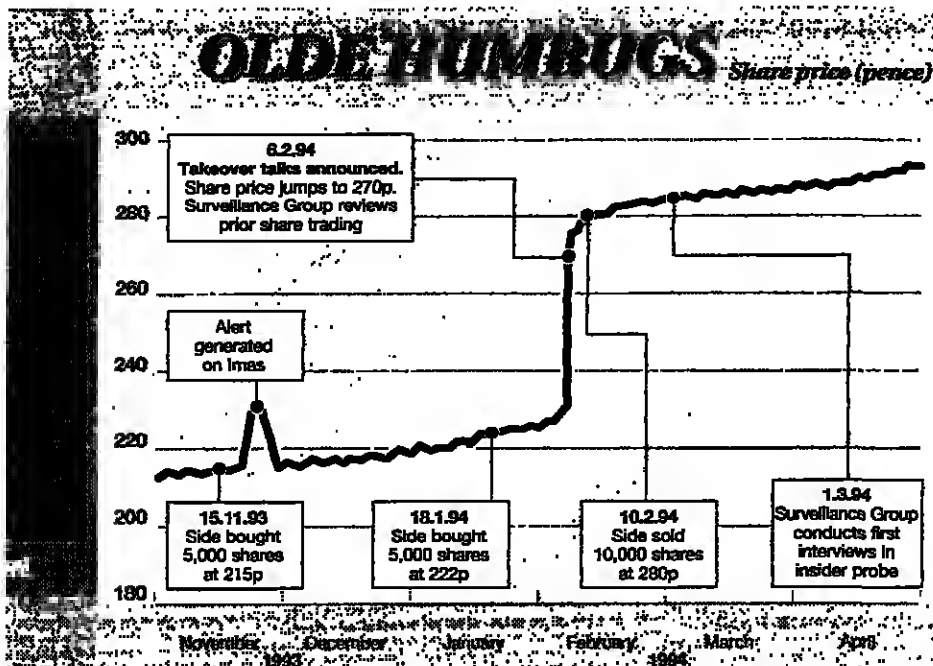 OLDE HUMBUGS
Share price (pence)
300
280
260
240
220
200
180
6.2.94
Takeover talks announced.
Share price jumps to 270p.
Surveillance Group reviews
prior share trading
Alert
generated
on Imas
15.11.93
Side bought
5,000 shares
at 215p
18.1.94
Side bought
5,000 shares
at 222p
10.2.94
Side sold
10,000 shares
at 280p
1.3.94
Surveillance Group
conducts first
interviews in
insider probe
November December January February March April
1993 1994